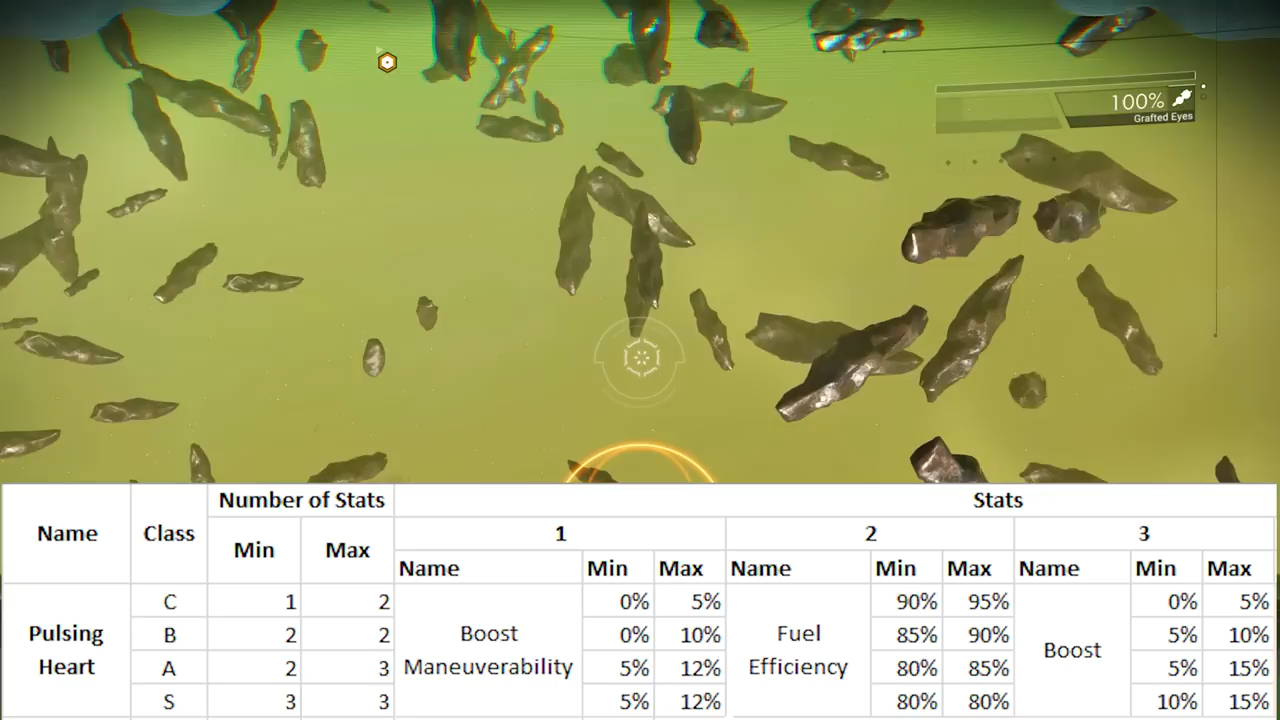 100%
Grafted Eyes
Name Class Number of Stats Stats
Min Max 1 2 3
Name Min Max Name Min Max Name Min Max
Pulsing Heart
C 1 2 Boost Maneuverability 0% 5% Fuel Efficiency 90% 95% Boost 0% 5%
B 2 2 0% 10% 85% 90% 5% 10%
A 2 3 5% 12% 80% 85% 5% 15%
S 3 3 5% 12% 80% 80% 10% 15%